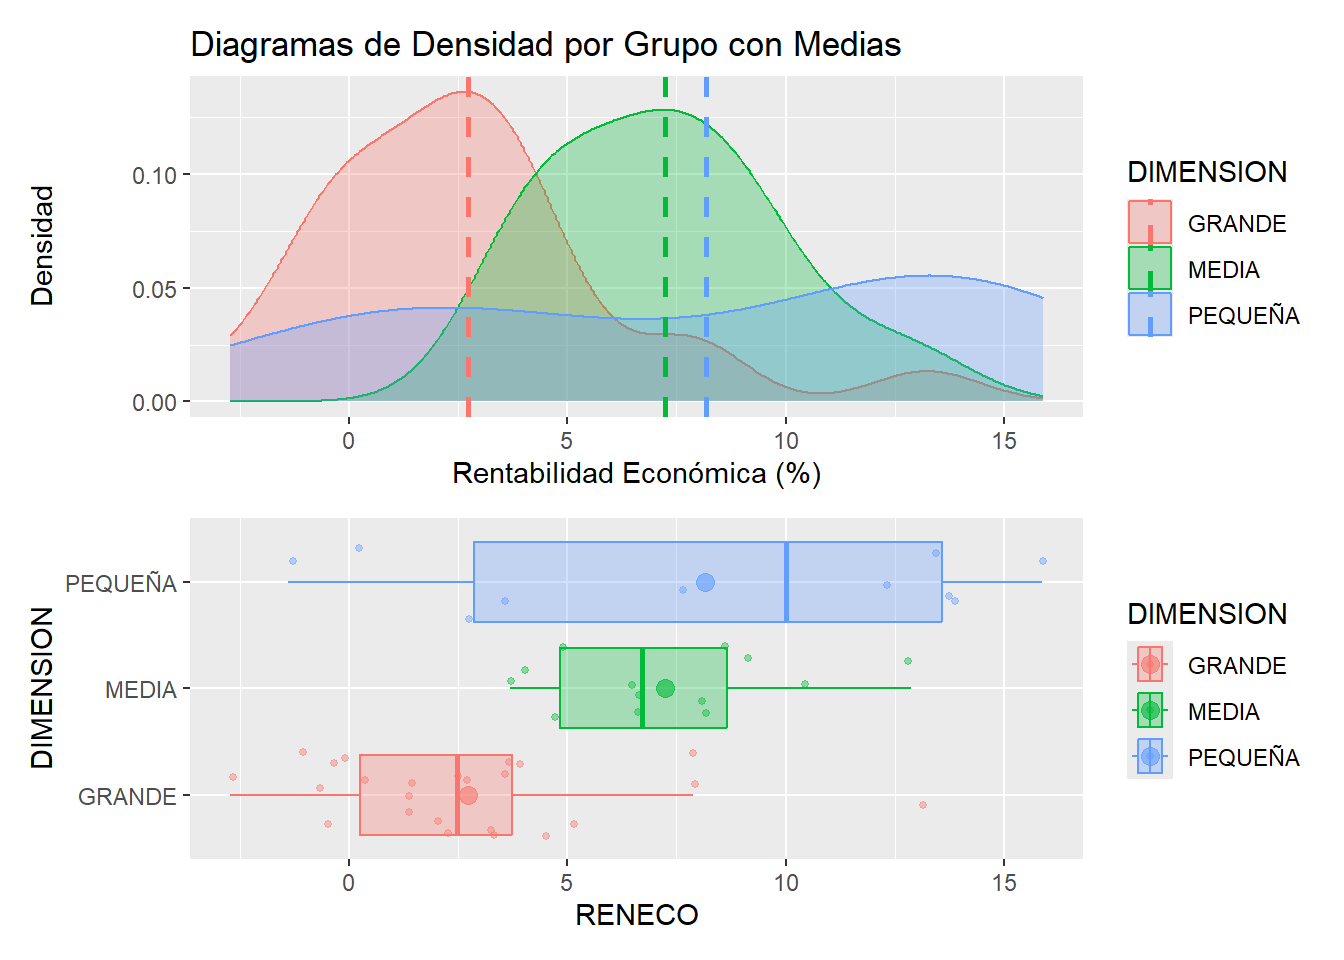 Diagramas de Densidad por Grupo con Medias
Densidad
0.10
0.05
0.00
0 5 10 15
Rentabilidad Económica (%)
DIMENSION
GRANDE
MEDIA
PEQUEÑA
DIMENSION
PEQUEÑA
MEDIA
GRANDE
0 5 10 15
RENECO
DIMENSION
GRANDE
MEDIA
PEQUEÑA